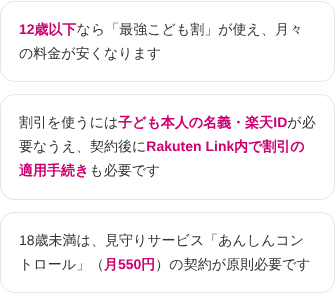 12歳以下なら「最強こども割」が使え、月々
の料金が安くなります
割引を使うには子ども本人の名義・楽天IDが必
要なうえ、契約後にRakuten Link内で割引の
適用手続きも必要です
18歳未満は、見守りサービス「あんしんコン
トロール」（月550円）の契約が原則必要です